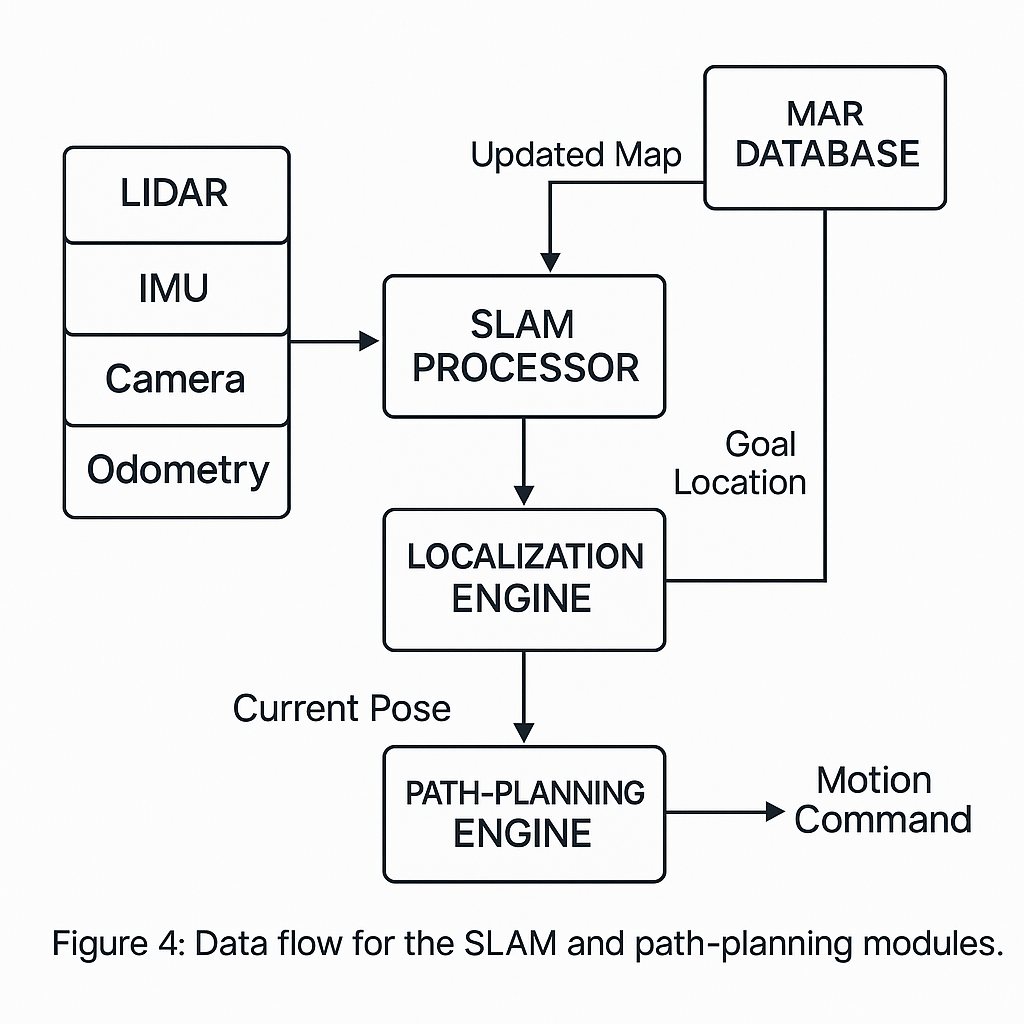 LIDAR
IMU
Camera
Odometry
Updated Map
MAR
DATABASE
SLAM
PROCESSOR
Goal
Location
LOCALIZATION
ENGINE
Current Pose
PATH-PLANNING
ENGINE
Motion
Command
Figure 4: Data flow for the SLAM and path-planning modules.